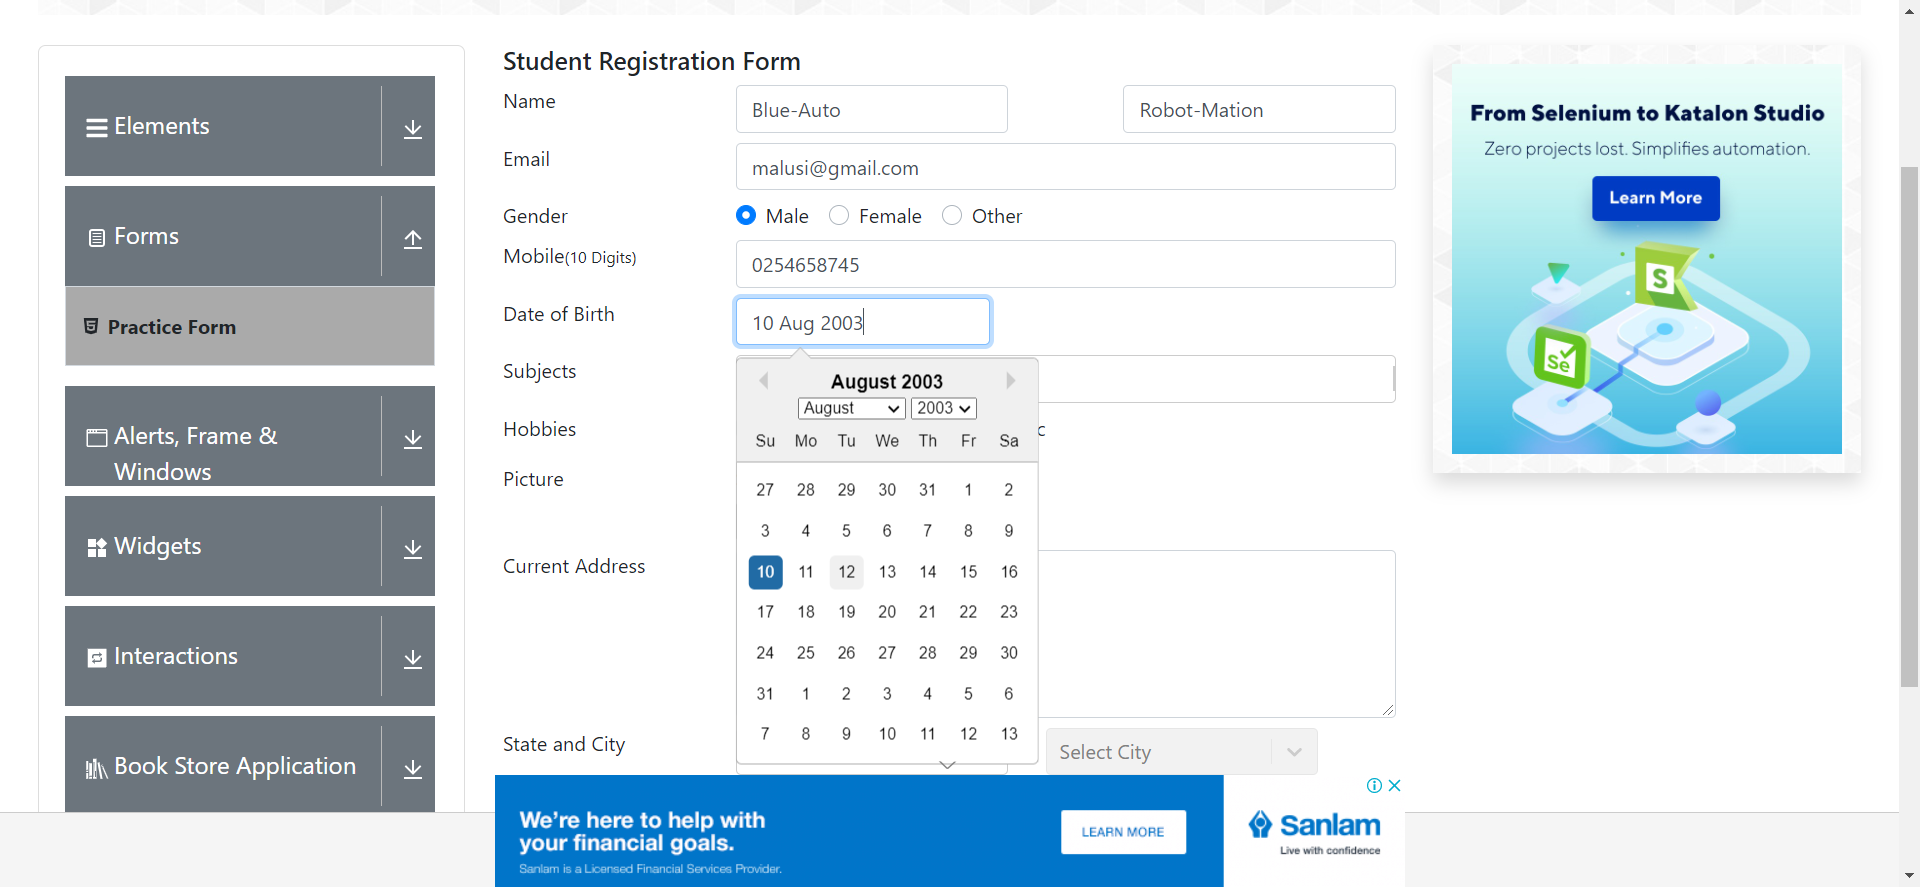 Elements
Forms
Practice Form
Alerts, Frame &
Windows
Widgets
Interactions
Book Store Application
Student Registration Form
Name
Blue-Auto
Robot-Mation
Email
malusi@gmail.com
Gender
Male
Female
Other
Mobile(10 Digits)
0254658745
Date of Birth
10 Aug 2003
Subjects
August 2003
August
2003
Su Mo Tu We Th Fr Sa
27 28 29 30 31 1 2
3 4 5 6 7 8 9
10 11 12 13 14 15 16
17 18 19 20 21 22 23
24 25 26 27 28 29 30
31 1 2 3 4 5 6
7 8 9 10 11 12 13
Hobbies
c
Picture
Current Address
State and City
Select City
From Selenium to Katalon Studio
Zero projects lost. Simplifies automation.
Learn More
S
Se
We're here to help with
your financial goals.
Sanlam is a Licensed Financial Services Provider.
LEARN MORE
Sanlam
Live with confidence